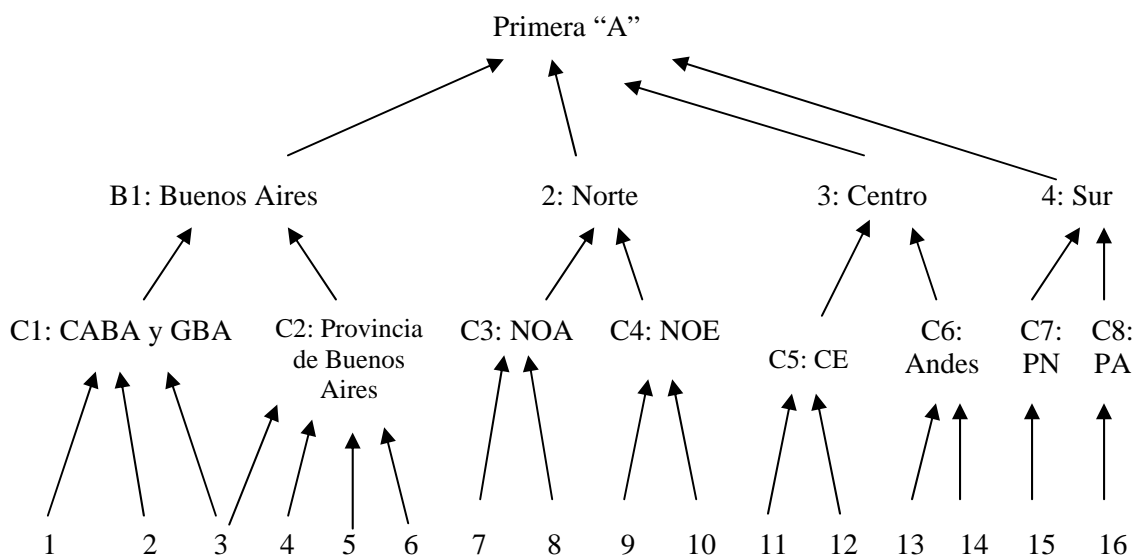 Primera “A”
B1: Buenos Aires
2: Norte
3: Centro
4: Sur
C1: CABA y GBA
C2: Provincia
de Buenos
Aires
C3: NOA
C4: NOE
C5: CE
C6:
Andes
C7:
PN
C8:
PA
1 2 3 4 5 6 7 8 9 10 11 12 13 14 15 16